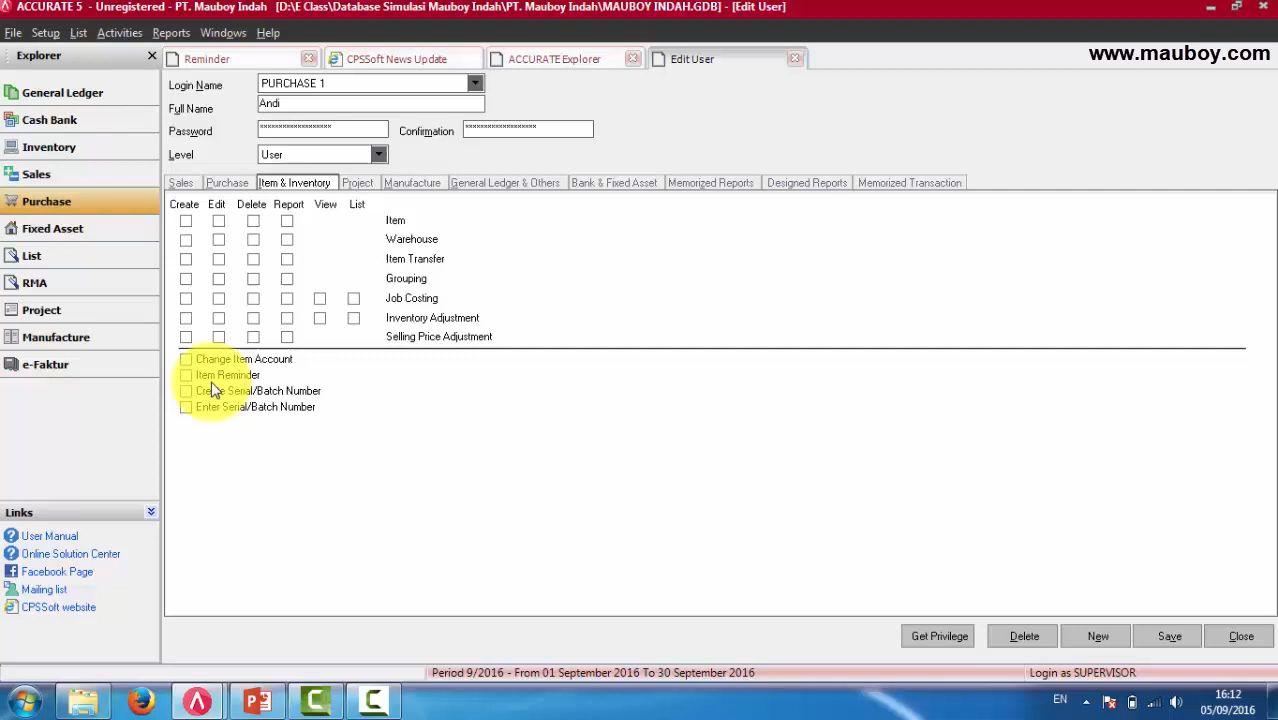 ACCURATE 5 - Unregistered - PT. Mauboy Indah [D:\E Class\Database Simulasi Mauboy Indah\PT. Mauboy Indah\MAUBOY INDAH.GDB] - [Edit User]
File Setup List Activities Reports Windows Help
www.mauboy.com
Explorer
Reminder CPSSoft News Update ACCURATE Explorer Edit User
General Ledger
Cash Bank
Inventory
Sales
Purchase
Fixed Asset
List
RMA
Project
Manufacture
e-Faktur
Login Name PURCHASE 1
Full Name Andi
Password ****************** Confirmation ******************
Level User
Sales Purchase Item & Inventory Project Manufacture General Ledger & Others Bank & Fixed Asset Memorized Reports Designed Reports Memorized Transaction
Create Edit Delete Report View List
Item
Warehouse
Item Transfer
Grouping
Job Costing
Inventory Adjustment
Selling Price Adjustment
Change Item Account
Item Reminder
Create Serial/Batch Number
Enter Serial/Batch Number
Links
User Manual
Online Solution Center
Facebook Page
Mailing list
CPSSoft website
Get Privilege Delete New Save Close
Period 9/2016 - From 01 September 2016 To 30 September 2016 Login as SUPERVISOR
EN 16:12
05/09/2016